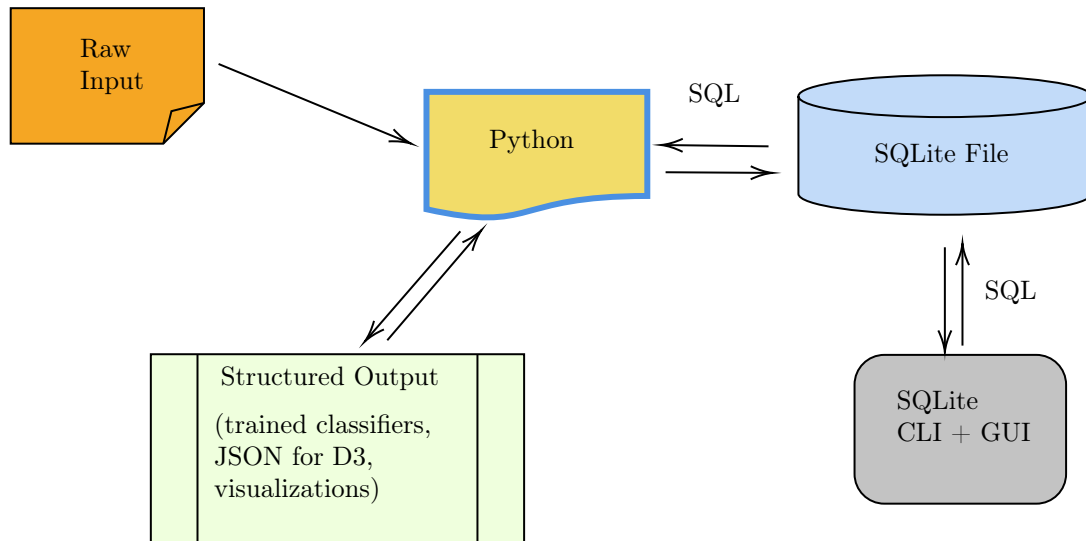 Raw
Input
Python
SQL
SQLite File
SQL
Structured Output
(trained classifiers,
JSON for D3,
visualizations)
SQLite
CLI + GUI